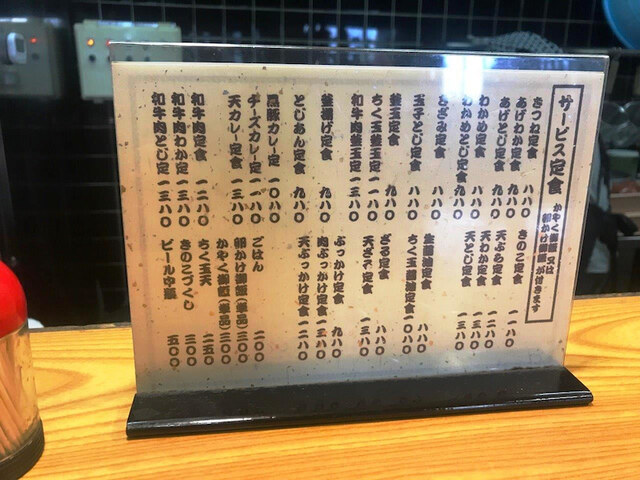 サービス定食
かやく御飯又は
卵かけ御飯が付きます
きつね定食 八八〇
あげわか定食 九八〇
あげとじ定食 九八〇
わかめ定食 八八〇
わかめとじ定食 九八〇
きざみ定食 八八〇
玉子とじ定食 八八〇
釜玉定食 九八〇
ちく玉釜玉定 一一八〇
和牛肉釜玉定 一三八〇
釜揚げ定食 九八〇
とじあん定食 九八〇
黒豚カレー定 一〇八〇
チーズカレー定 一一八〇
天カレー定食 一三八〇
和牛肉定食 一二八〇
和牛肉わか定 一三八〇
和牛肉とじ定 一三八〇
きのこ定食 一一八〇
天ぷら定食 一二八〇
天わか定食 一三八〇
天とじ定食 一三八〇
生醤油定食 八八〇
ちく玉醤油定食 一〇八〇
ざる定食 八八〇
天ざる定食 一三八〇
ぶっかけ定食 九八〇
肉ぶっかけ定食 一三八〇
天ぶっかけ定食 一二八〇
ごはん 二〇〇
卵かけ御飯(単品)三〇〇
かやく御飯(単品)三〇〇
ちく玉天 二五〇
きのこづくし 三〇〇
ビール中瓶 五〇〇